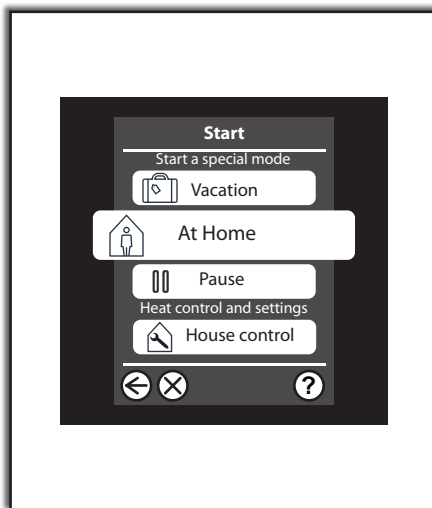 Start
Start a special mode
Vacation
At Home
Pause
Heat control and settings
House control
?